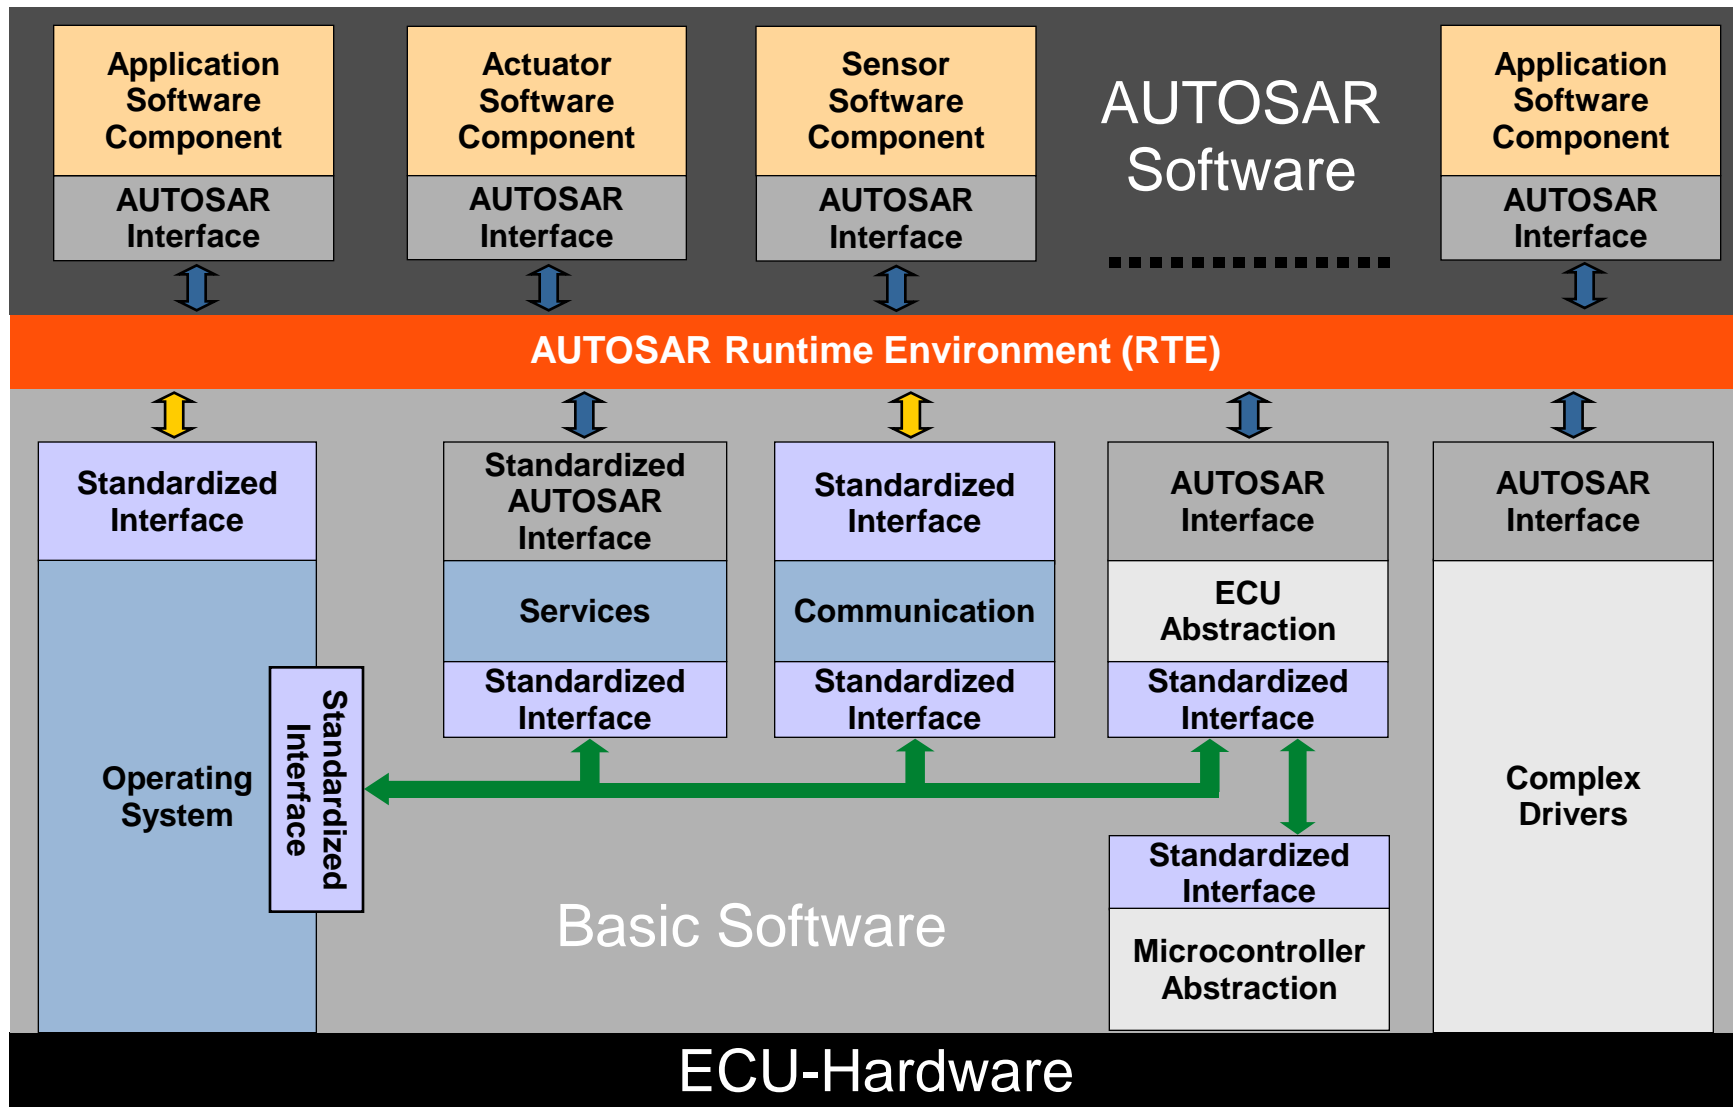 Application
Software
Component
AUTOSAR
Interface
Actuator
Software
Component
AUTOSAR
Interface
Sensor
Software
Component
AUTOSAR
Interface
AUTOSAR
Software
Application
Software
Component
AUTOSAR
Interface
AUTOSAR Runtime Environment (RTE)
Standardized
Interface
Operating
System
Standardized
Interface
Standardized
AUTOSAR
Interface
Services
Standardized
Interface
Standardized
Interface
Communication
Standardized
Interface
AUTOSAR
Interface
ECU
Abstraction
Standardized
Interface
Standardized
Interface
Microcontroller
Abstraction
AUTOSAR
Interface
Complex
Drivers
Basic Software
ECU-Hardware